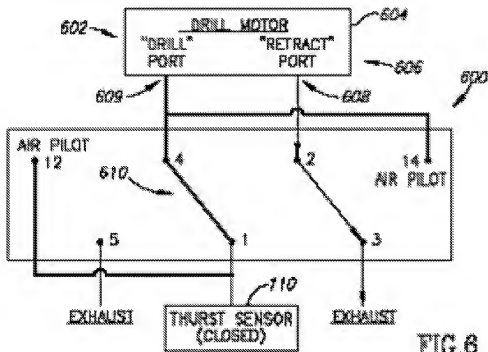 602
DRILL MOTOR
604
"DRILL" "RETRACT"
PORT PORT
606
609
608
600
AIR PILOT
12
4
2
14
AIR PILOT
610
5
1
3
110
EXHAUST
THURST SENSOR
(CLOSED)
EXHAUST
FIG.6